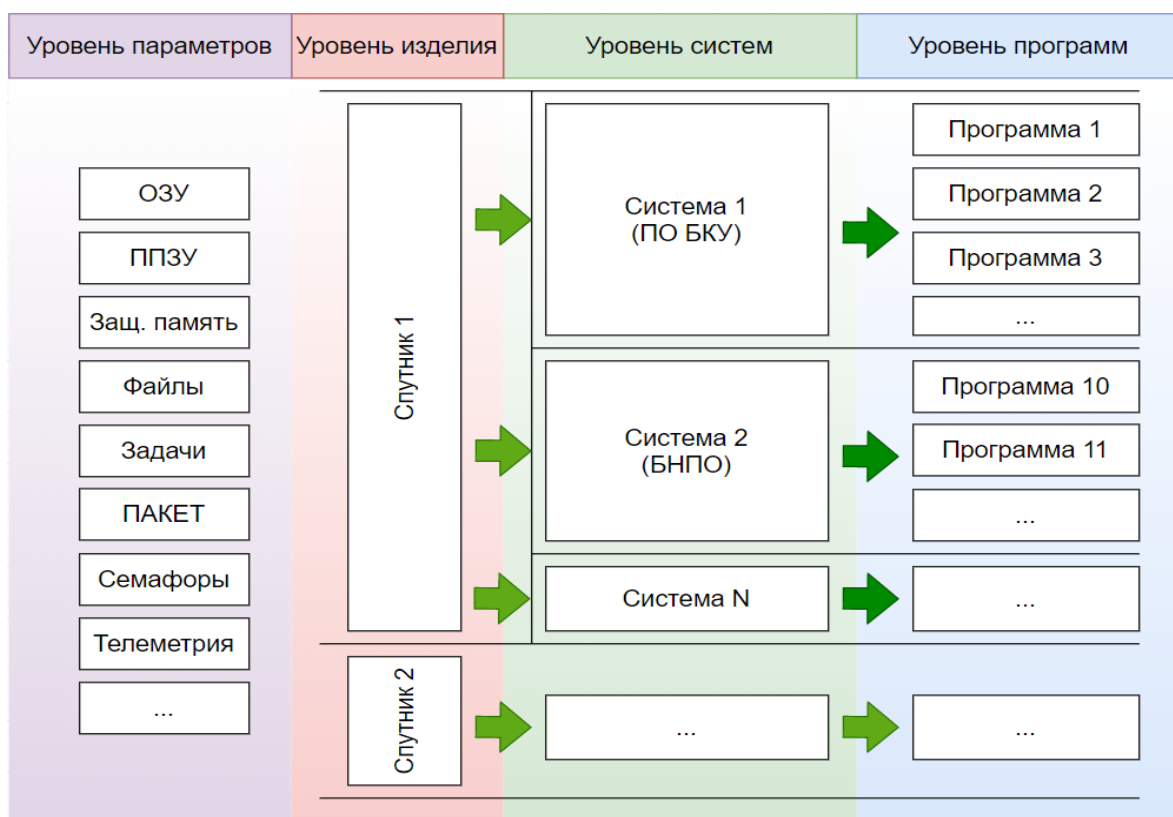 Уровень параметров
Уровень изделия
Уровень систем
Уровень программ
ОЗУ
ППЗУ
Защ. память
Файлы
Задачи
ПАКЕТ
Семафоры
Телеметрия
...
Спутник 1
Спутник 2
Система 1
(ПО БКУ)
Система 2
(БНПО)
Система N
...
Программа 1
Программа 2
Программа 3
...
Программа 10
Программа 11
...
...
...